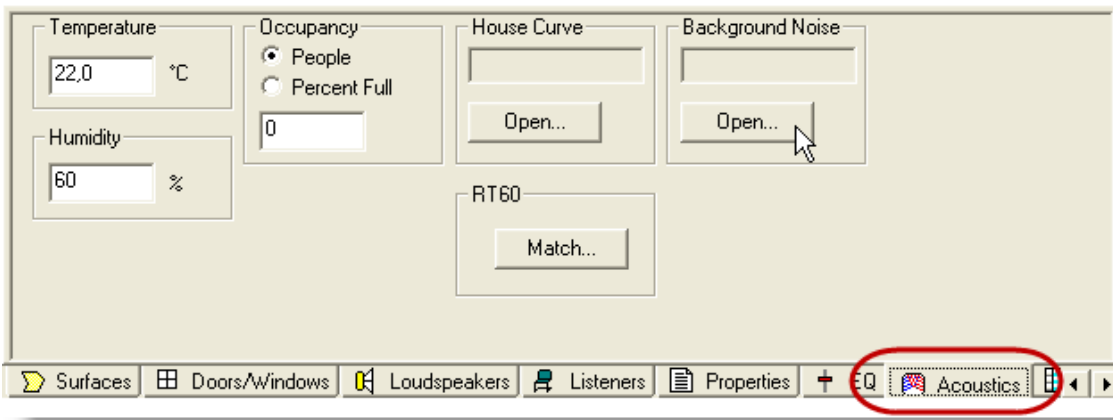 Temperature
22,0 °C
Humidity
60 %
Occupancy
People
Percent Full
0
House Curve
Open...
Background Noise
Open...
RT60
Match...
Surfaces Doors/Windows Loudspeakers Listeners Properties EQ Acoustics